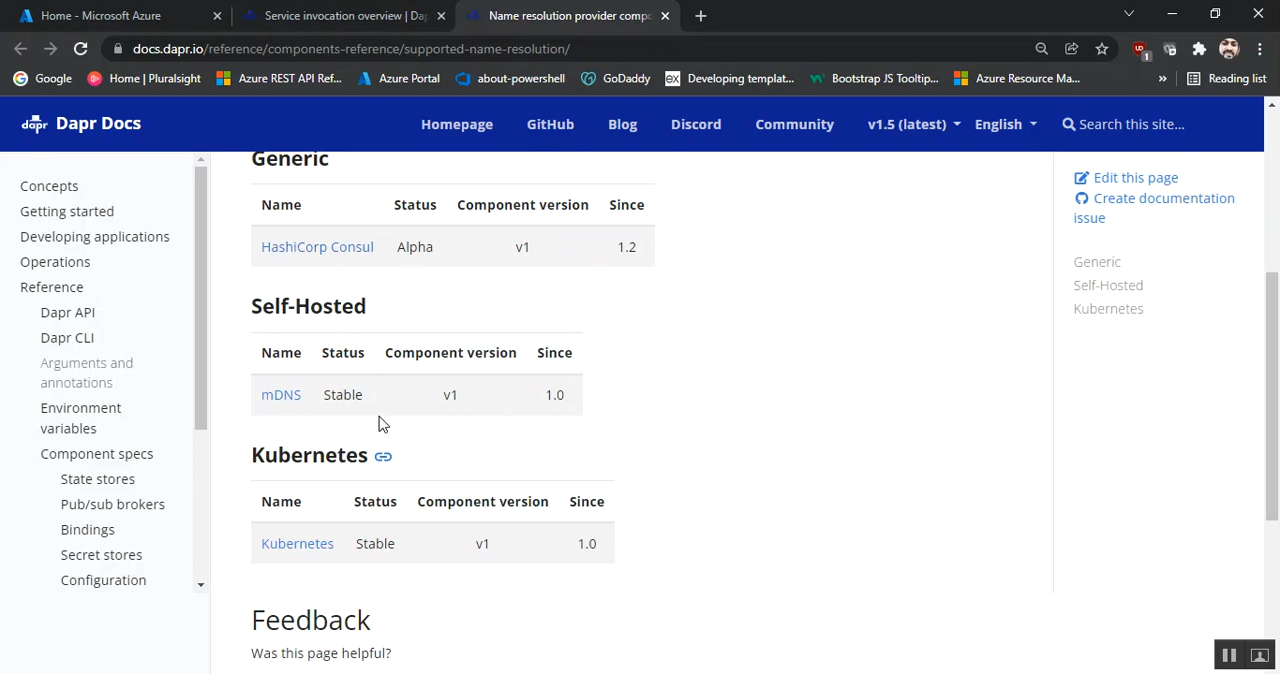 Home - Microsoft Azure
Service invocation overview | Da
Name resolution provider compo
docs.dapr.io/reference/components-reference/supported-name-resolution/
1
Google
Home | Pluralsight
Azure REST API Ref...
Azure Portal
about-powershell
GoDaddy
Developing templat...
Bootstrap JS Tooltip...
Azure Resource Ma...
»
Reading list
dapr
Dapr Docs
Homepage
GitHub
Blog
Discord
Community
v1.5 (latest)
English
Search this site...
Concepts
Getting started
Developing applications
Operations
Reference
Dapr API
Dapr CLI
Arguments and
annotations
Environment
variables
Component specs
State stores
Pub/sub brokers
Bindings
Secret stores
Configuration
Generic
Name Status Component version Since
HashiCorp Consul Alpha v1 1.2
Self-Hosted
Name Status Component version Since
mDNS Stable v1 1.0
Kubernetes
Name Status Component version Since
Kubernetes Stable v1 1.0
Feedback
Was this page helpful?
Edit this page
Create documentation
issue
Generic
Self-Hosted
Kubernetes